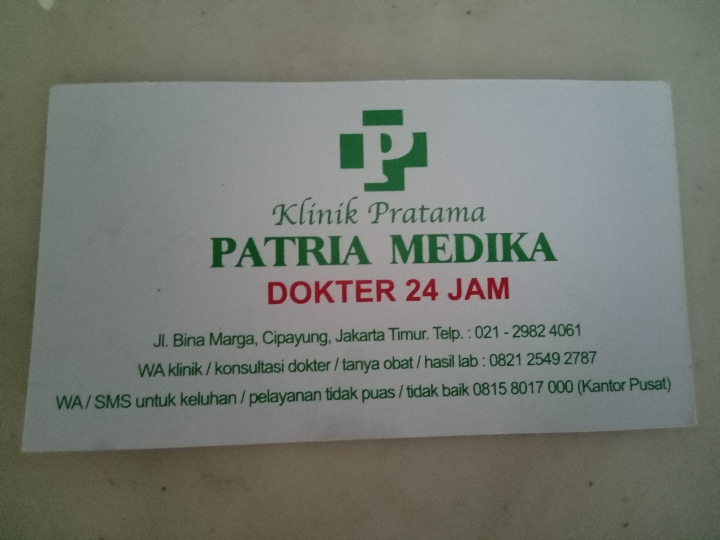 P
Klinik Pratama
PATRIA MEDIKA
DOKTER 24 JAM
Jl. Bina Marga, Cipayung, Jakarta Timur. Telp. : 021 - 2982 4061
WA klinik / konsultasi dokter / tanya obat / hasil lab : 0821 2549 2787
WA / SMS untuk keluhan / pelayanan tidak puas / tidak baik 0815 8017 000 (Kantor Pusat)